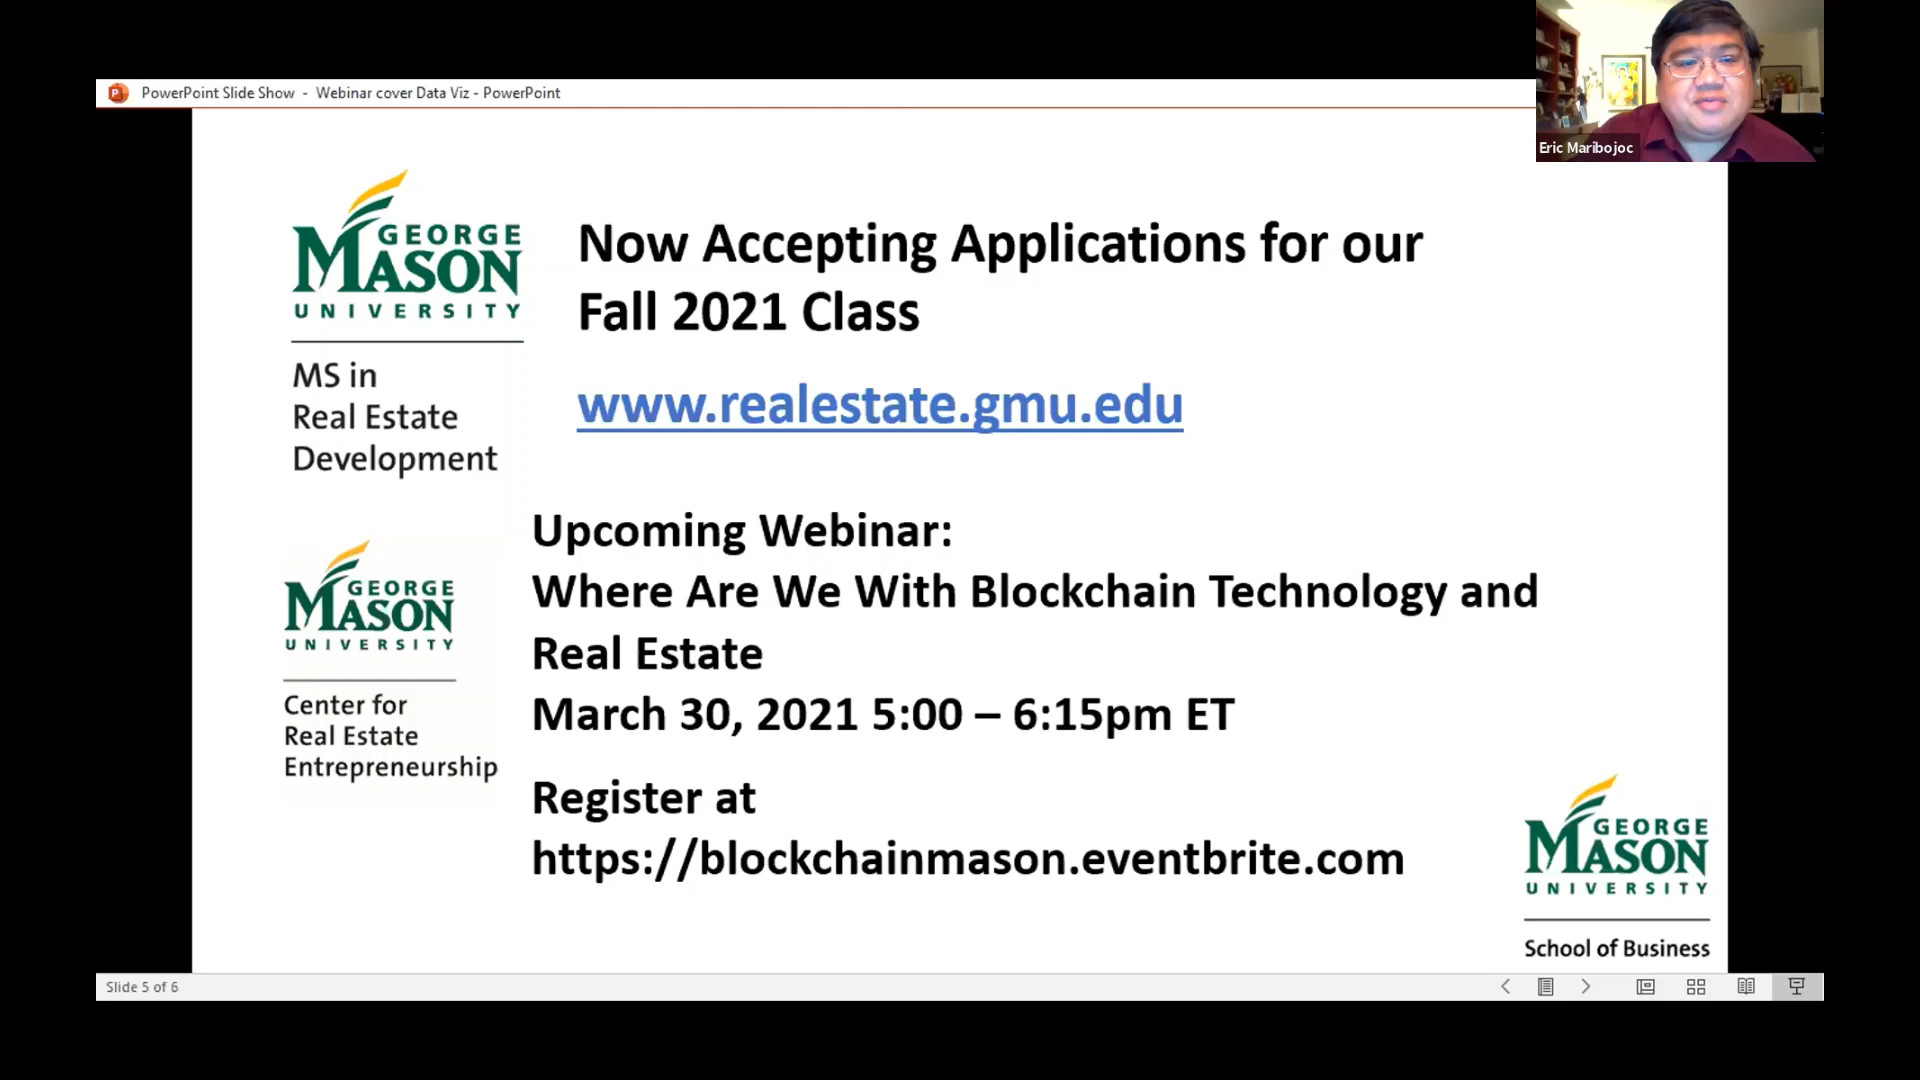 PowerPoint Slide Show - Webinar cover Data Viz - PowerPoint
Eric Maribojoc
GEORGE
MASON
UNIVERSITY
MS in
Real Estate
Development
Now Accepting Applications for our
Fall 2021 Class
www.realestate.gmu.edu
GEORGE
MASON
UNIVERSITY
Center for
Real Estate
Entrepreneurship
Upcoming Webinar:
Where Are We With Blockchain Technology and
Real Estate
March 30, 2021 5:00 – 6:15pm ET
Register at
https://blockchainmason.eventbrite.com
GEORGE
MASON
UNIVERSITY
School of Business
Slide 5 of 6